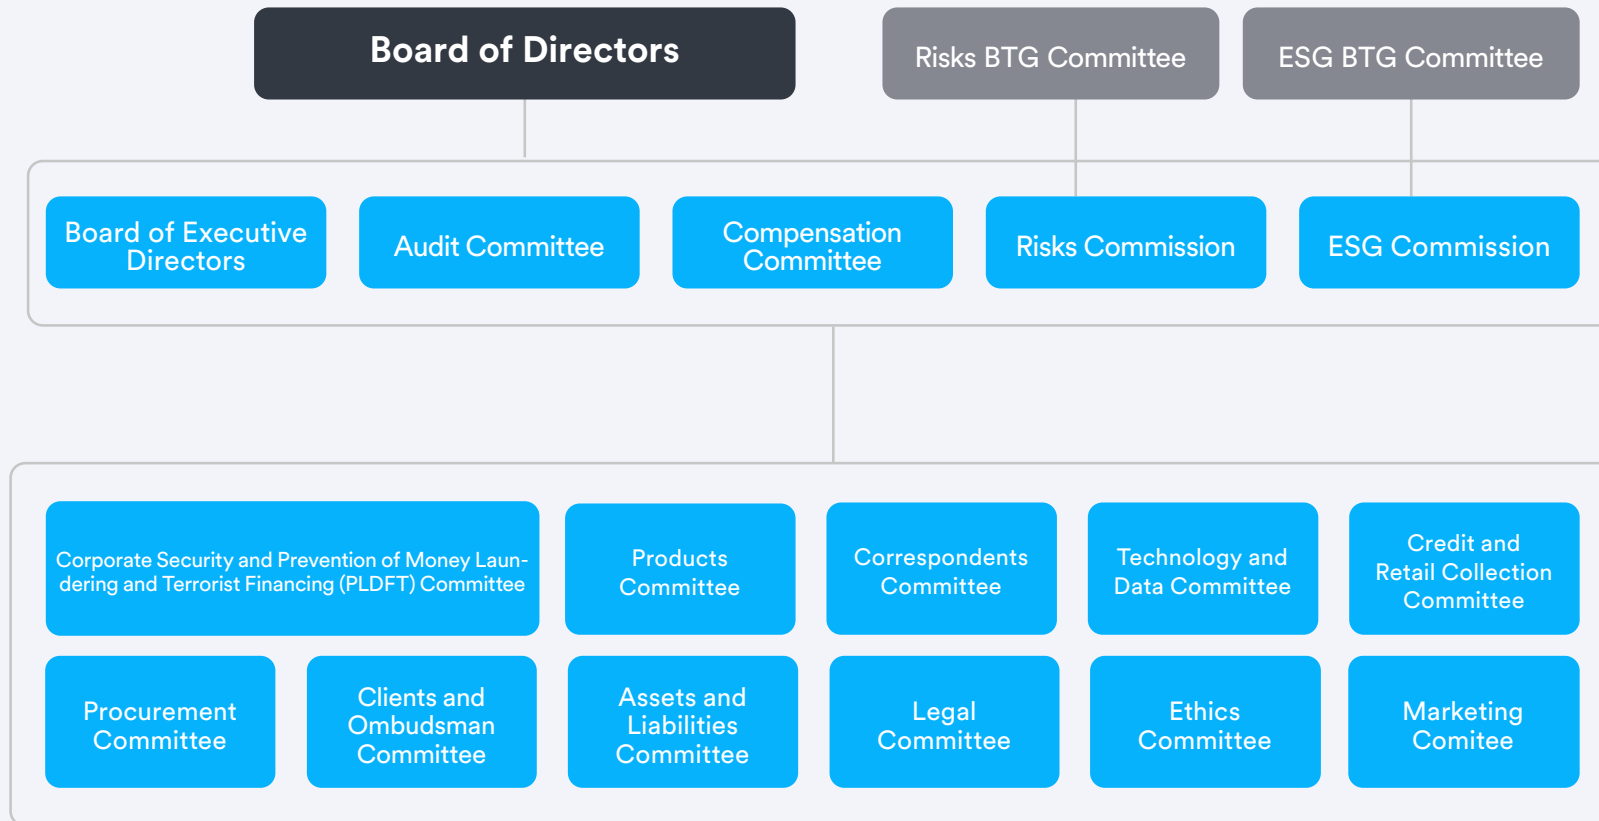 Board of Directors
Risks BTG Committee
ESG BTG Committee
Board of Executive
Directors
Audit Committee
Compensation
Committee
Risks Commission
ESG Commission
Corporate Security and Prevention of Money Laun-
dering and Terrorist Financing (PLDFT) Committee
Products
Committee
Correspondents
Committee
Technology and
Data Committee
Credit and
Retail Collection
Committee
Procurement
Committee
Clients and
Ombudsman
Committee
Assets and
Liabilities
Committee
Legal
Committee
Ethics
Committee
Marketing
Comitee